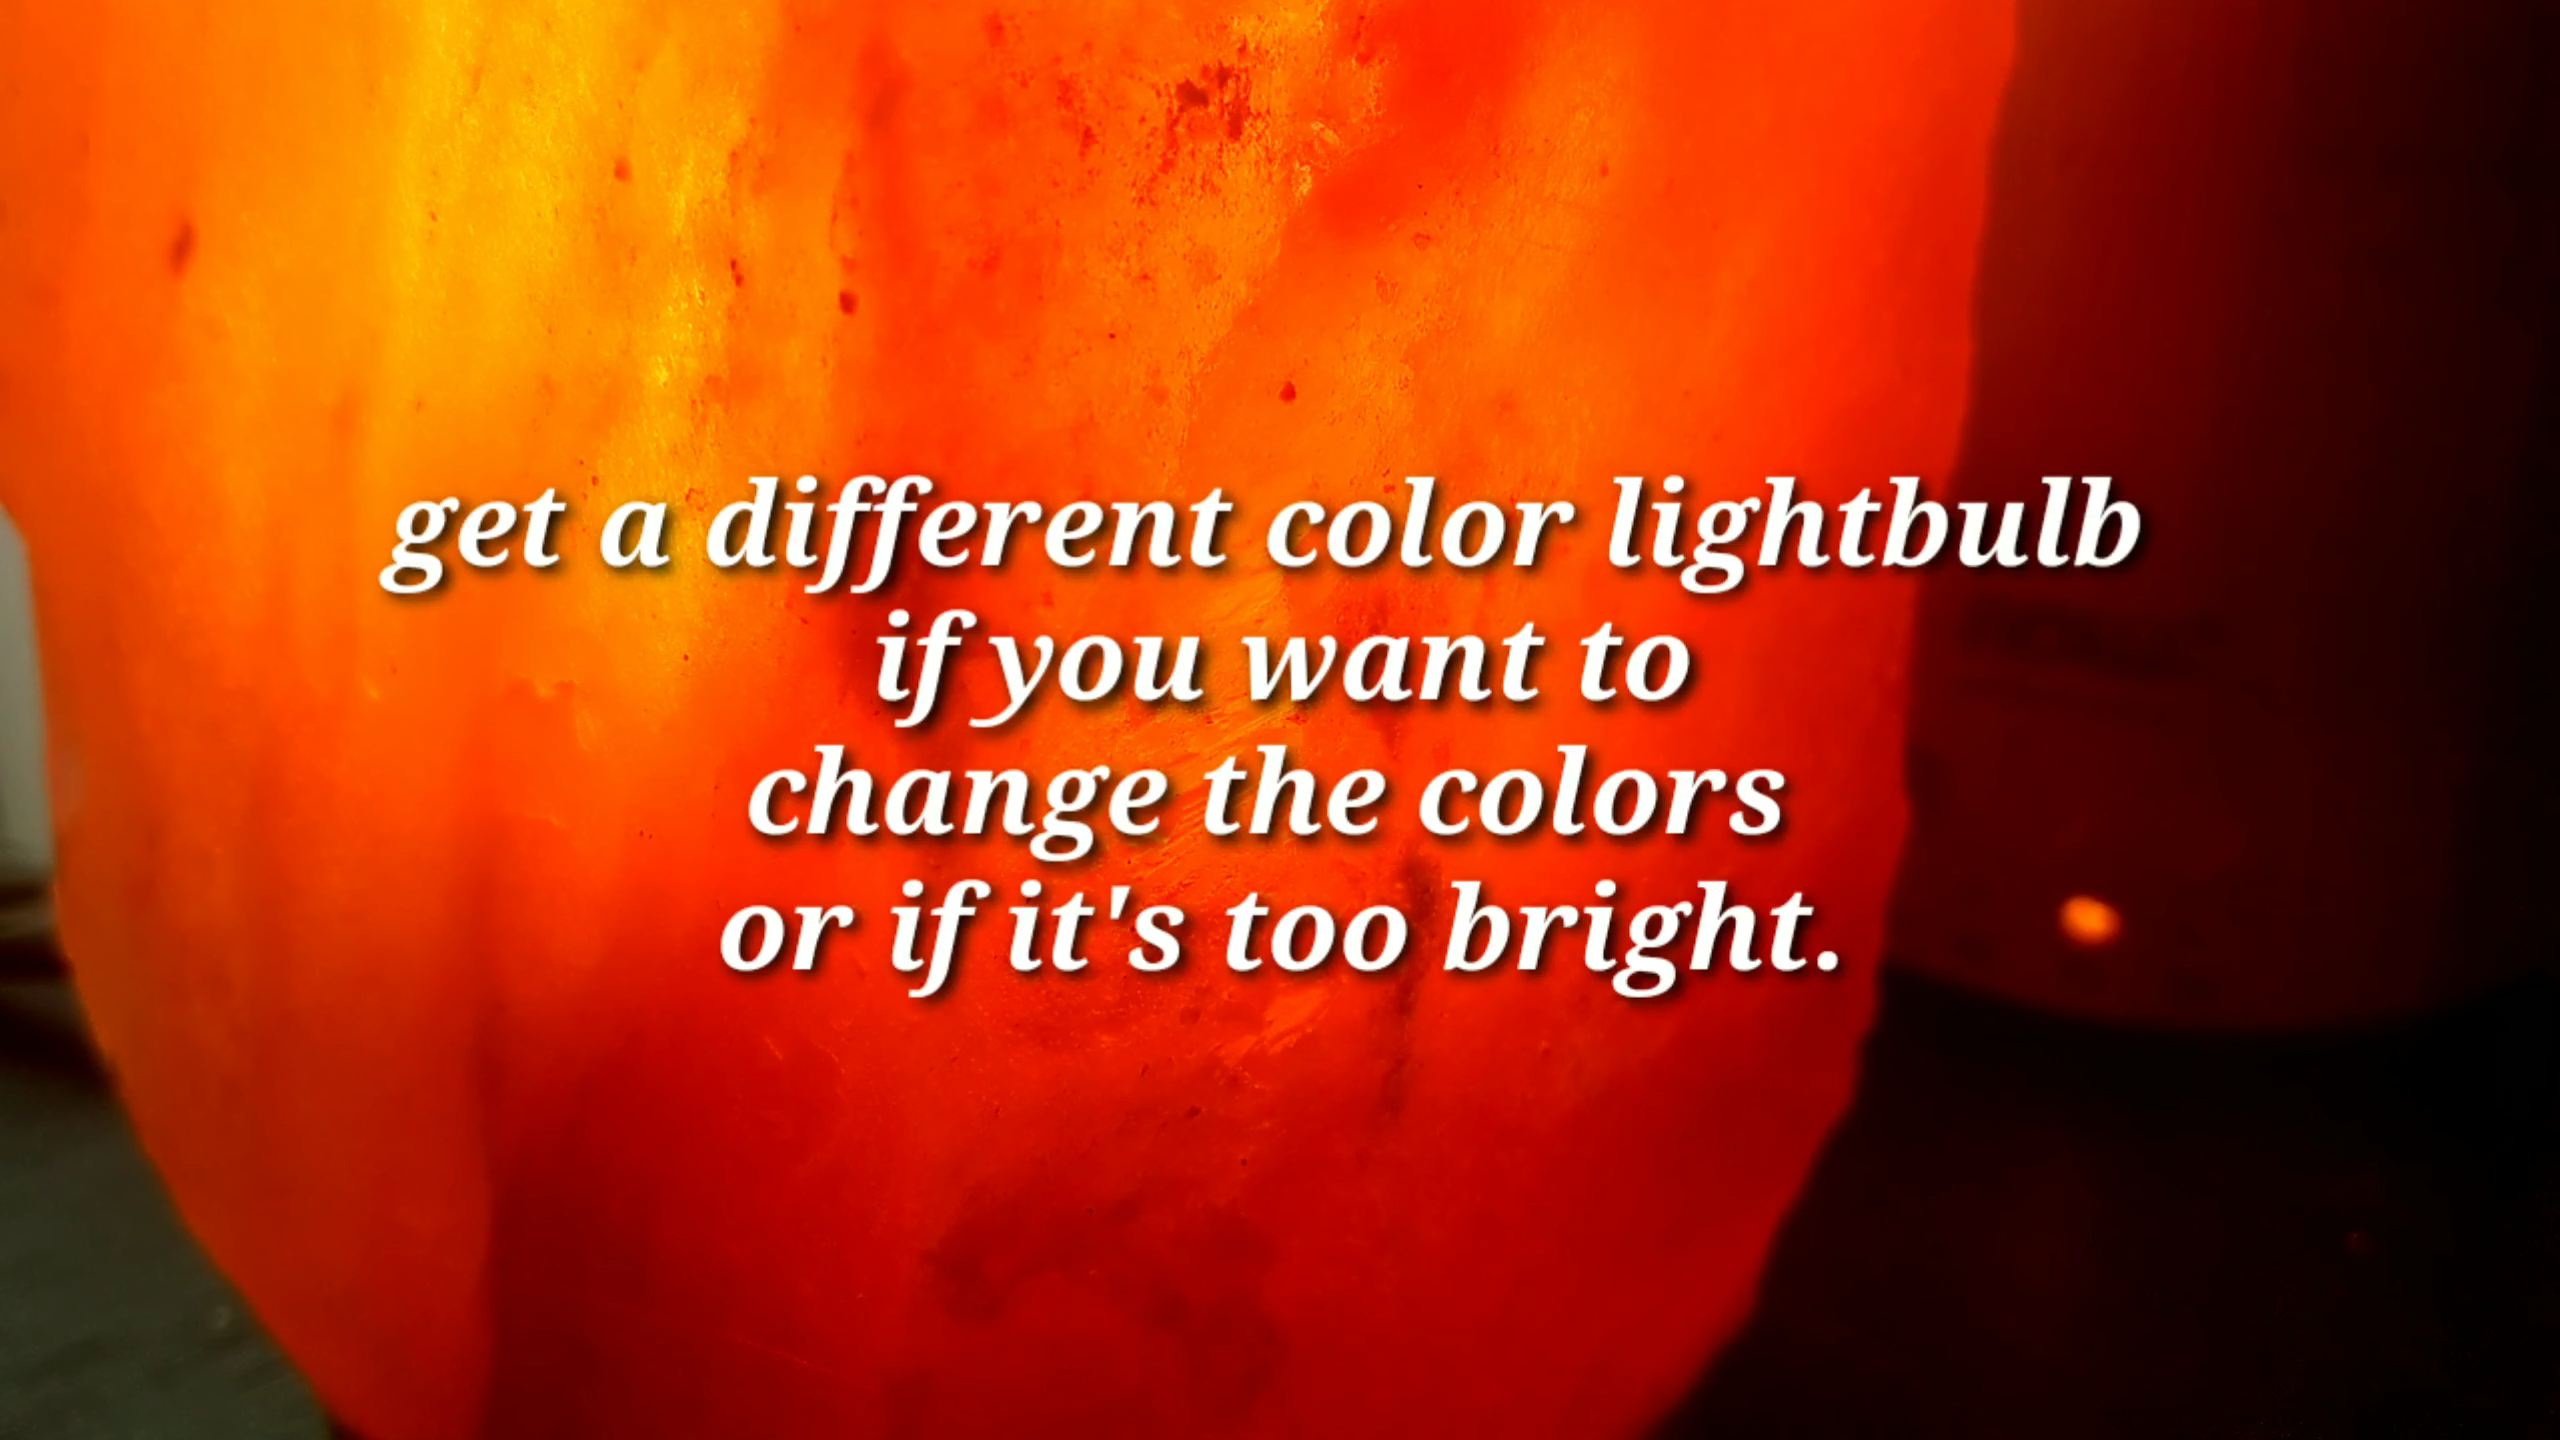 get a different color lightbulb
if you want to
change the colors
or if it's too bright.